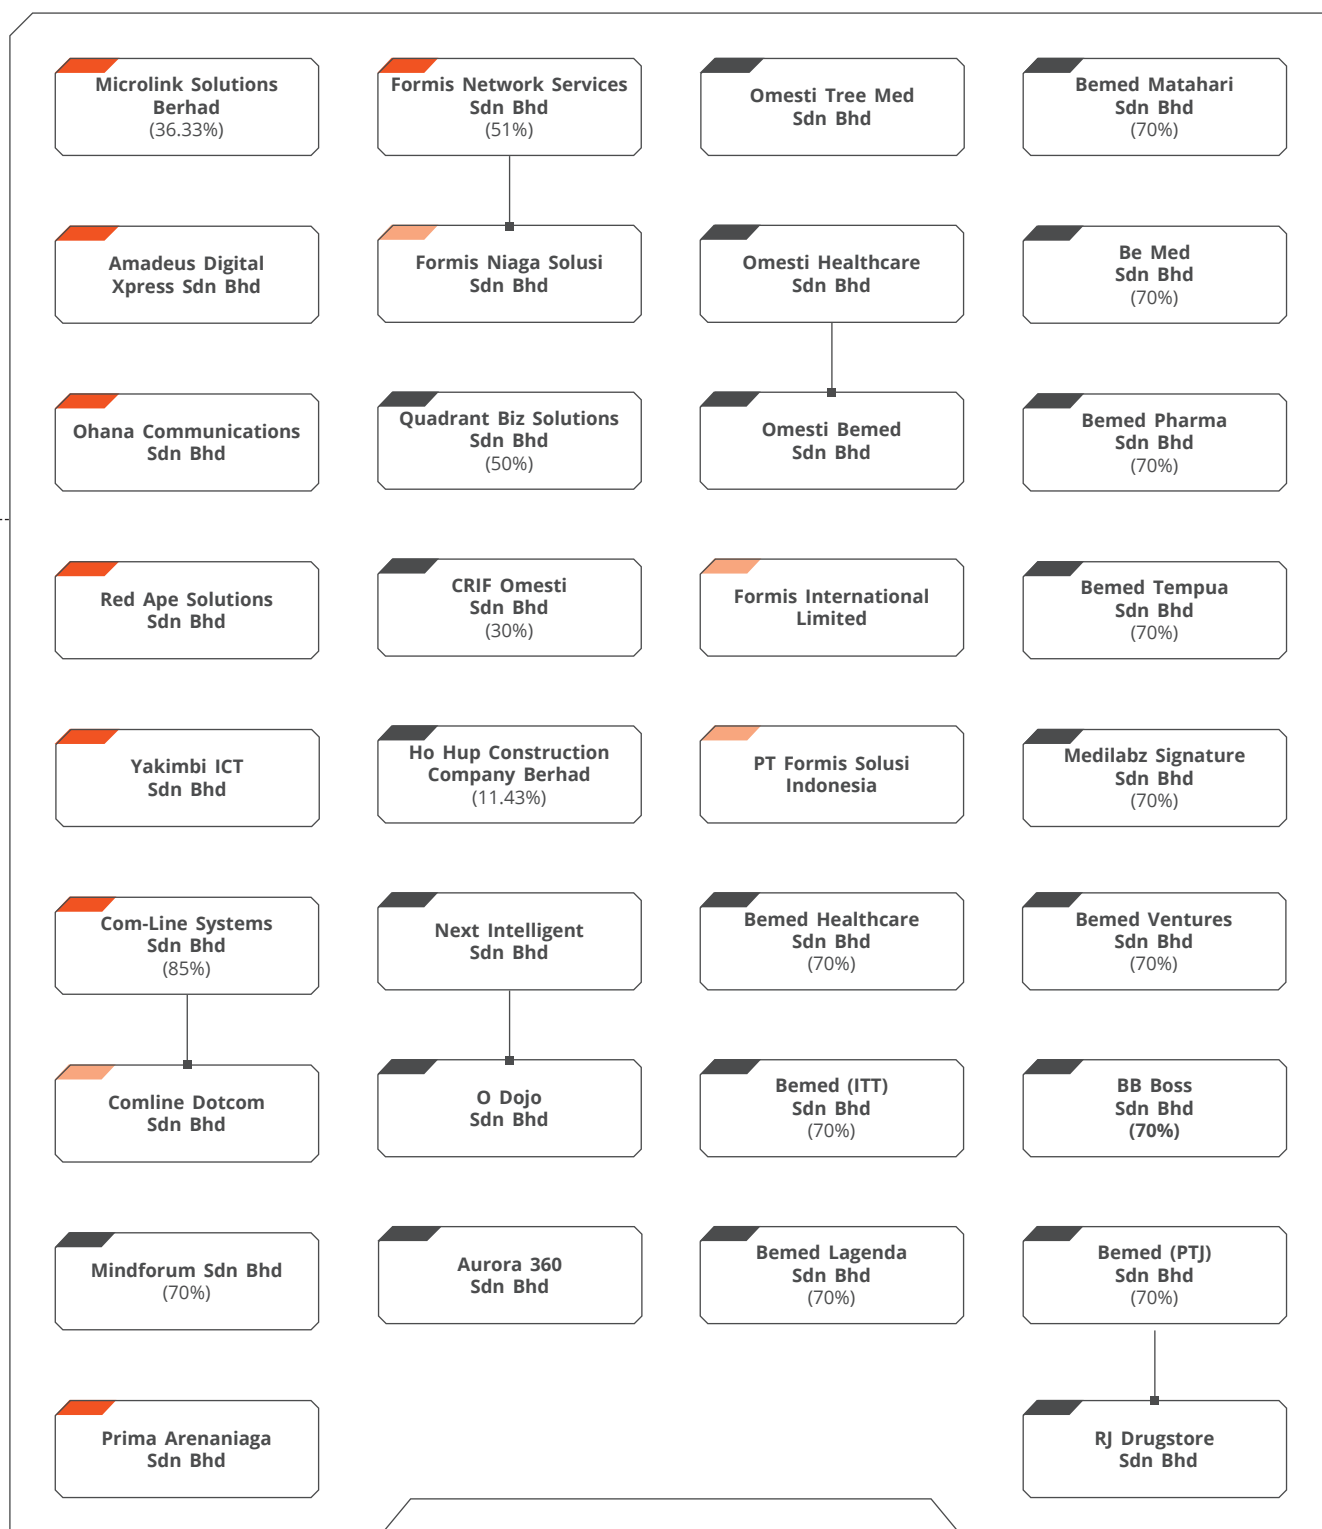 Microlink Solutions
Berhad
(36.33%)
Amadeus Digital
Xpress Sdn Bhd
Ohana Communications
Sdn Bhd
Red Ape Solutions
Sdn Bhd
Yakimbi ICT
Sdn Bhd
Com-Line Systems
Sdn Bhd
(85%)
Comline Dotcom
Sdn Bhd
Mindforum Sdn Bhd
(70%)
Prima Arenaniaga
Sdn Bhd
Formis Network Services
Sdn Bhd
(51%)
Formis Niaga Solusi
Sdn Bhd
Quadrant Biz Solutions
Sdn Bhd
(50%)
CRIF Omesti
Sdn Bhd
(30%)
Ho Hup Construction
Company Berhad
(11.43%)
Next Intelligent
Sdn Bhd
O Dojo
Sdn Bhd
Aurora 360
Sdn Bhd
Omesti Tree Med
Sdn Bhd
Omesti Healthcare
Sdn Bhd
Omesti Bemed
Sdn Bhd
Formis International
Limited
PT Formis Solusi
Indonesia
Bemed Healthcare
Sdn Bhd
(70%)
Bemed (ITT)
Sdn Bhd
(70%)
Bemed Lagenda
Sdn Bhd
(70%)
Bemed Matahari
Sdn Bhd
(70%)
Be Med
Sdn Bhd
(70%)
Bemed Pharma
Sdn Bhd
(70%)
Bemed Tempua
Sdn Bhd
(70%)
Medilabz Signature
Sdn Bhd
(70%)
Bemed Ventures
Sdn Bhd
(70%)
BB Boss
Sdn Bhd
(70%)
Bemed (PTJ)
Sdn Bhd
(70%)
RJ Drugstore
Sdn Bhd